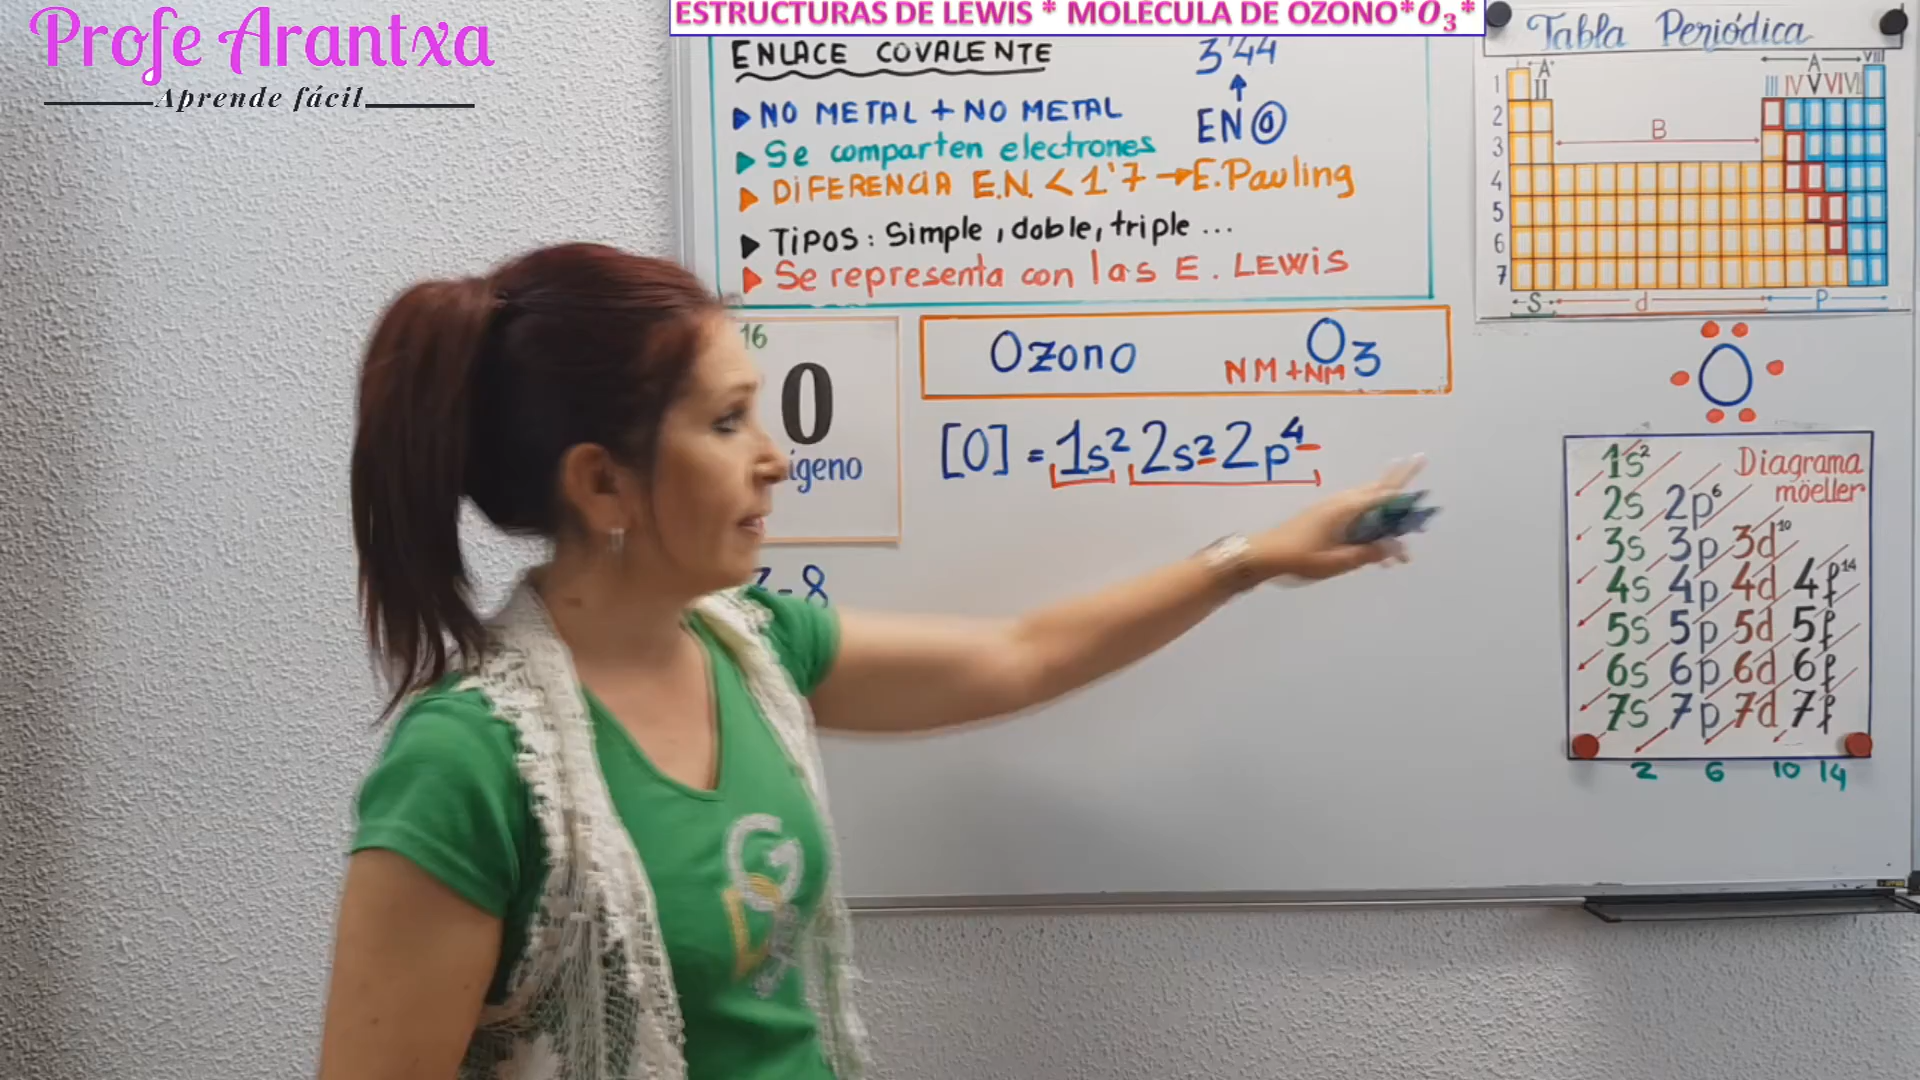 Profe Arantxa
Aprende fácil
ESTRUCTURAS DE LEWIS * MOLÉCULA DE OZONO*O₃*
ENLACE COVALENTE
3'44
NO METAL + NO METAL
EN O
Se comparten electrones
DIFERENCIA E.N. < 1'7 → E. Pauling
TIPOS: Simple, doble, triple ...
Se representa con las E. LEWIS
16
O
ígeno
- 8
Ozono O₃
NM + NM
[O] = 1s² 2s² 2p⁴
Tabla Periódica
A A VIII
II III IV V VI VII
1
2
3
4
5
6
7
B
S d P
O
Diagrama
möeller
1s²
2s 2p⁶
3s 3p 3d¹⁰
4s 4p 4d 4f¹⁴
5s 5p 5d 5f
6s 6p 6d 6f
7s 7p 7d 7f
2 6 10 14